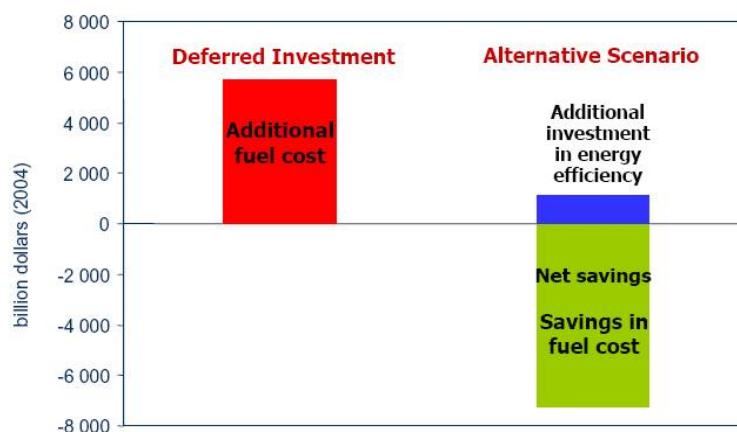 8 000
6 000
4 000
2 000
0
-2 000
-4 000
-6 000
-8 000
billion dollars (2004)
Deferred Investment
Additional
fuel cost
Alternative Scenario
Additional
investment
in energy
efficiency
Net savings
Savings in
fuel cost